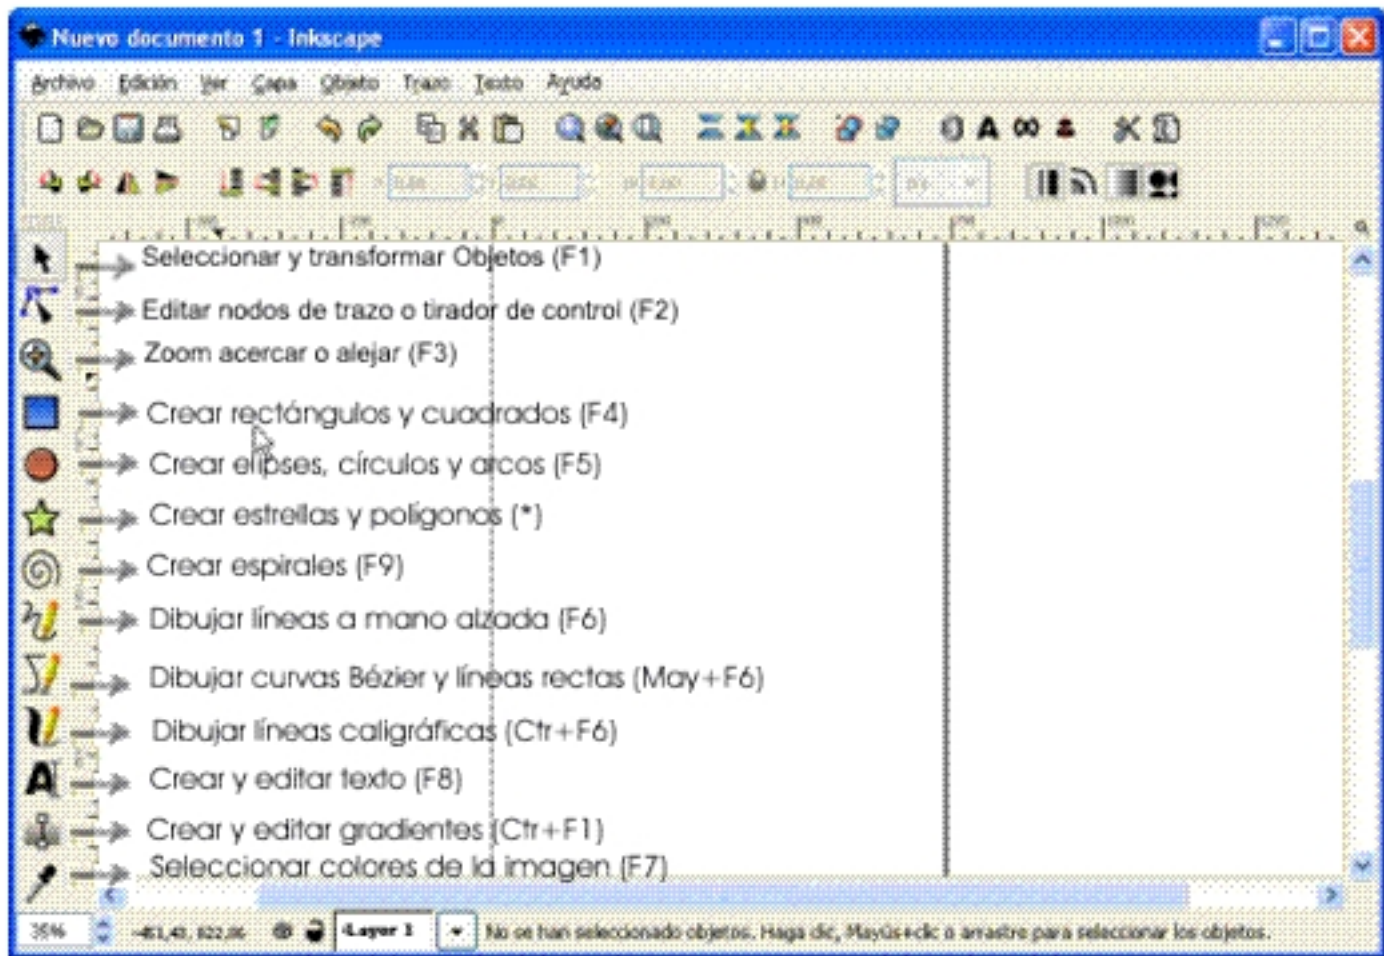 Nuevo documento 1 - Inkscape
Archivo Edición Ver Capa Objeto Trazo Texto Ayuda
Seleccionar y transformar Objetos (F1)
Editar nodos de trazo o tirador de control (F2)
Zoom acercar o alejar (F3)
Crear rectángulos y cuadrados (F4)
Crear elipses, círculos y arcos (F5)
Crear estrellas y polígonos (*)
Crear espirales (F9)
Dibujar líneas a mano alzada (F6)
Dibujar curvas Bézier y líneas rectas (May+F6)
Dibujar líneas caligráficas (Ctr+F6)
Crear y editar texto (F8)
Crear y editar gradientes (Ctr+F1)
Seleccionar colores de la imagen (F7)
35% Layer 1 No se han seleccionado objetos. Haga clic, Mayús+clic o arrastre para seleccionar los objetos.